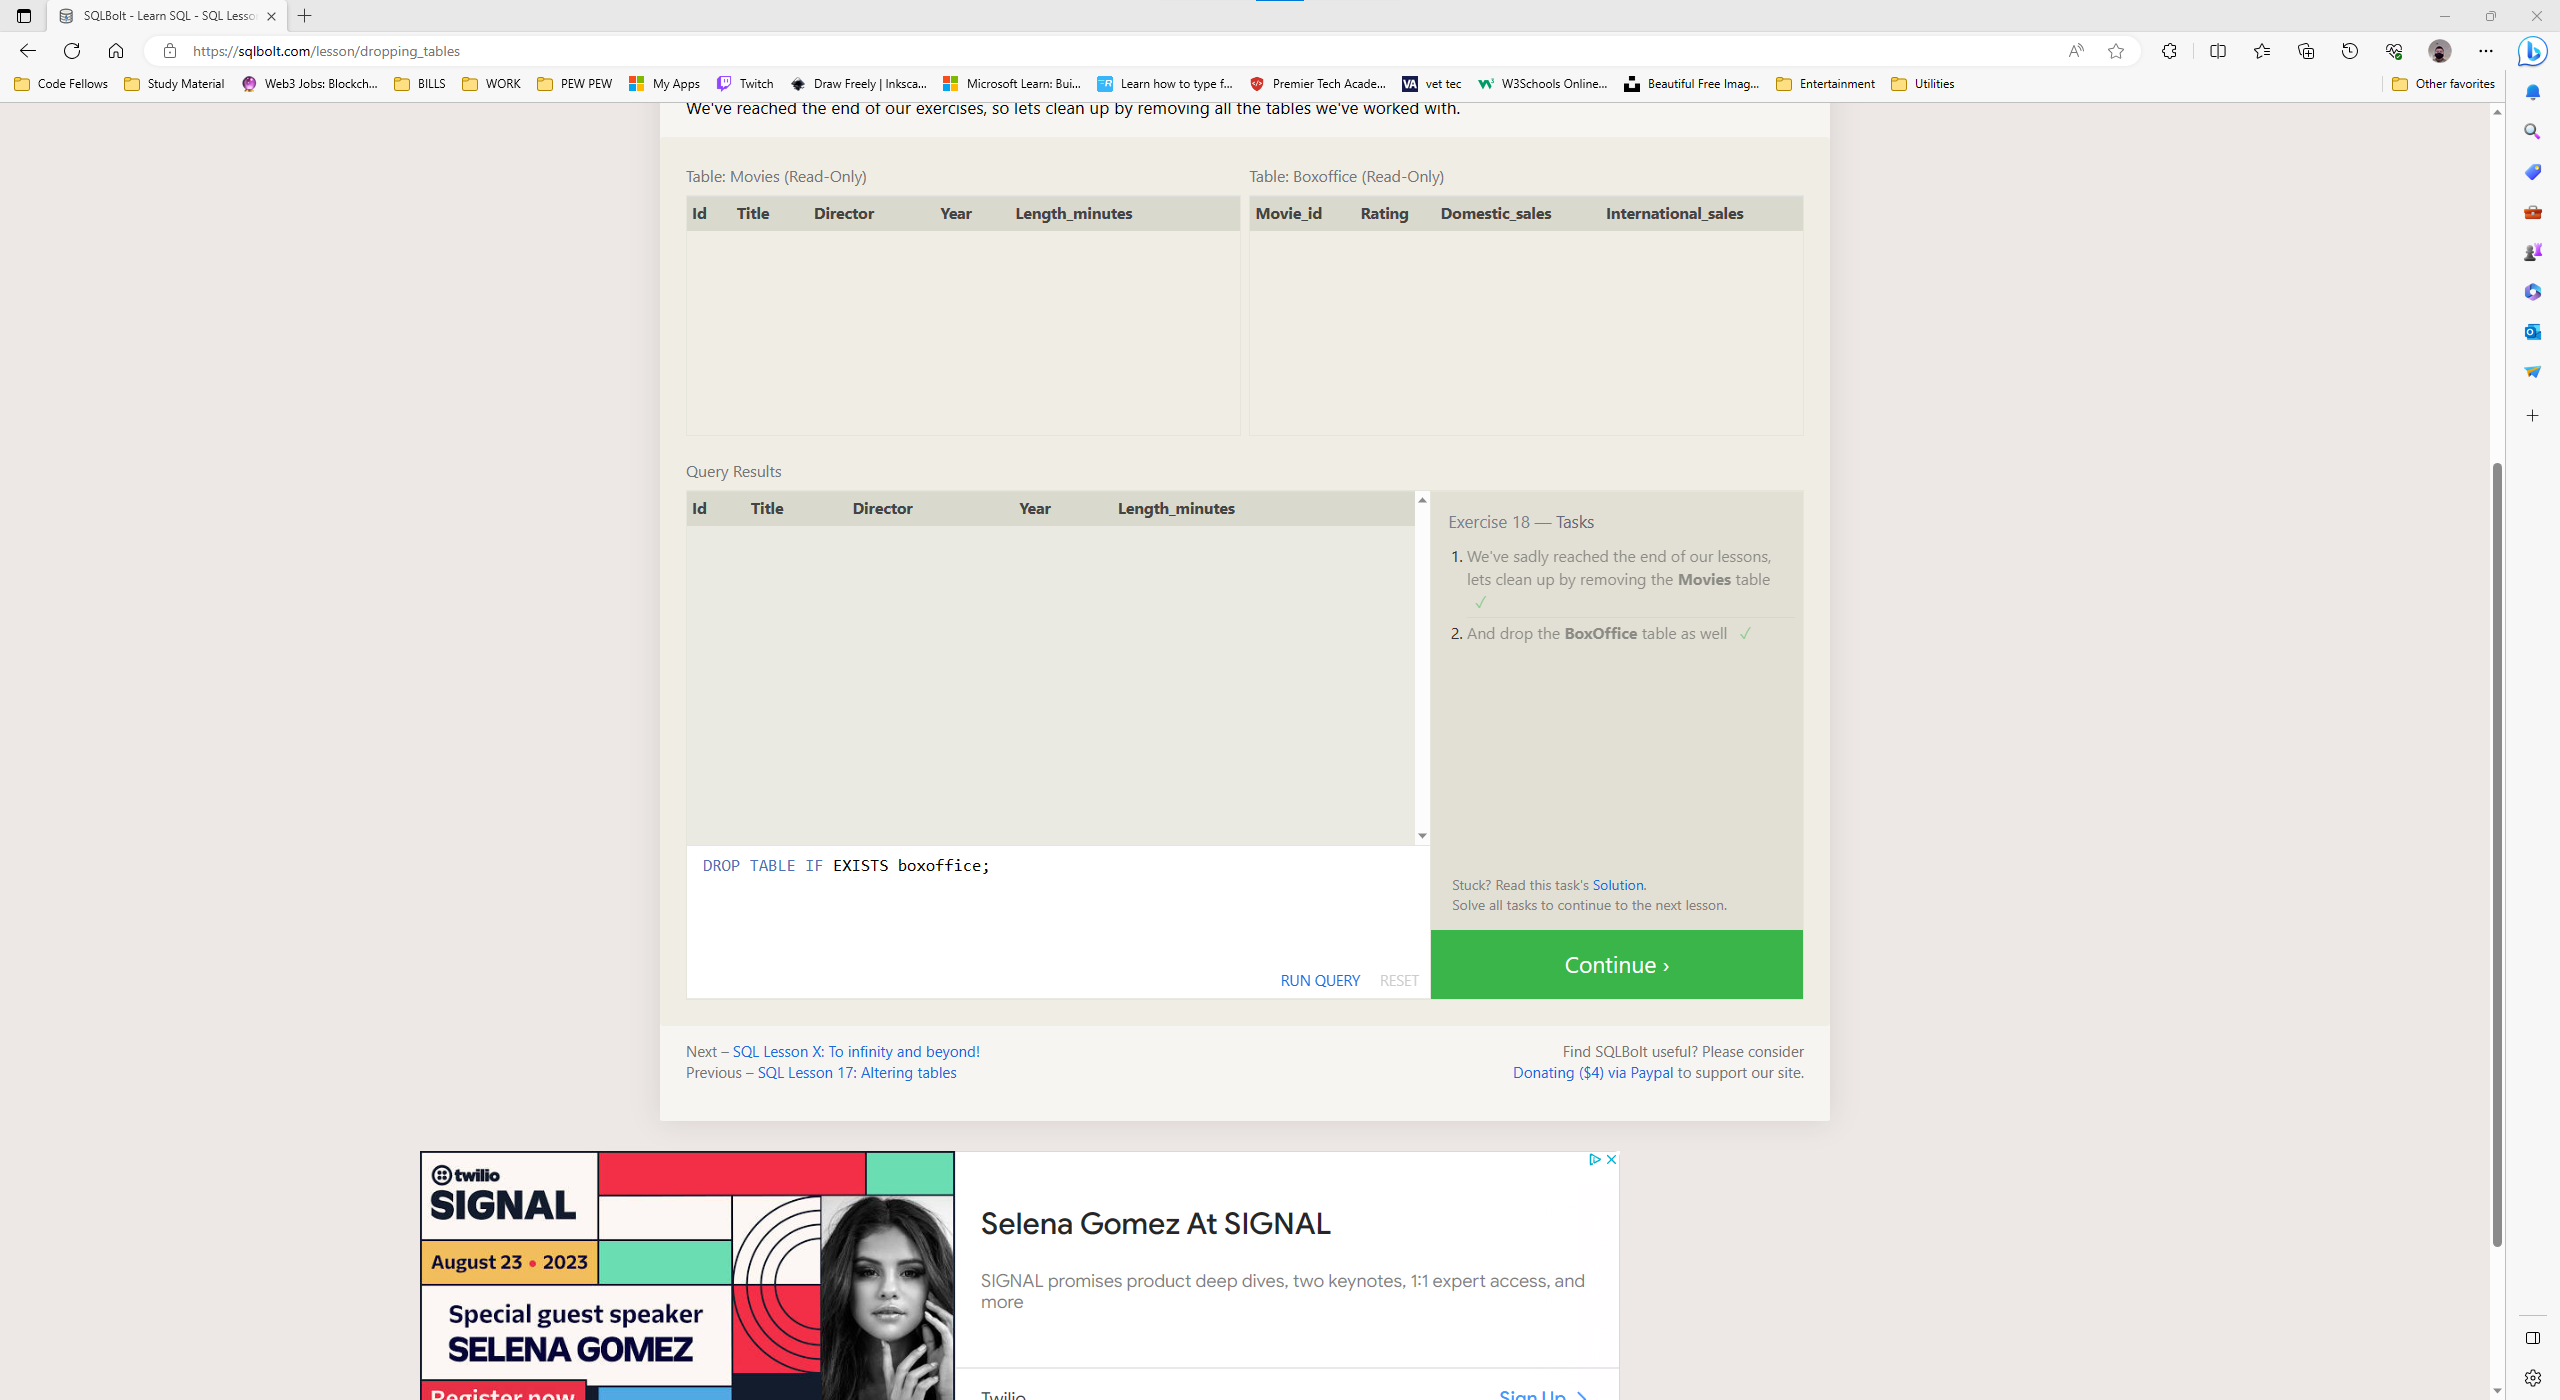 SQLBolt - Learn SQL - SQL Lesso
https://sqlbolt.com/lesson/dropping_tables
Code Fellows
Study Material
Web3 Jobs: Blockch...
BILLS
WORK
PEW PEW
My Apps
Twitch
Draw Freely | Inksca...
Microsoft Learn: Bui...
Learn how to type f...
Premier Tech Acade...
VA vet tec
W3Schools Online...
Beautiful Free Imag...
Entertainment
Utilities
Other favorites
We've reached the end of our exercises, so lets clean up by removing all the tables we've worked with.
Table: Movies (Read-Only)
Id Title Director Year Length_minutes
Table: Boxoffice (Read-Only)
Movie_id Rating Domestic_sales International_sales
Query Results
Id Title Director Year Length_minutes
Exercise 18 — Tasks
1. We've sadly reached the end of our lessons,
lets clean up by removing the Movies table
✓
2. And drop the BoxOffice table as well ✓
DROP TABLE IF EXISTS boxoffice;
Stuck? Read this task's Solution.
Solve all tasks to continue to the next lesson.
RUN QUERY RESET
Continue ›
Next – SQL Lesson X: To infinity and beyond!
Previous – SQL Lesson 17: Altering tables
Find SQLBolt useful? Please consider
Donating ($4) via Paypal to support our site.
twilio
SIGNAL
August 23 • 2023
Special guest speaker
SELENA GOMEZ
Register now
Selena Gomez At SIGNAL
SIGNAL promises product deep dives, two keynotes, 1:1 expert access, and
more
Twilio
Sign Up